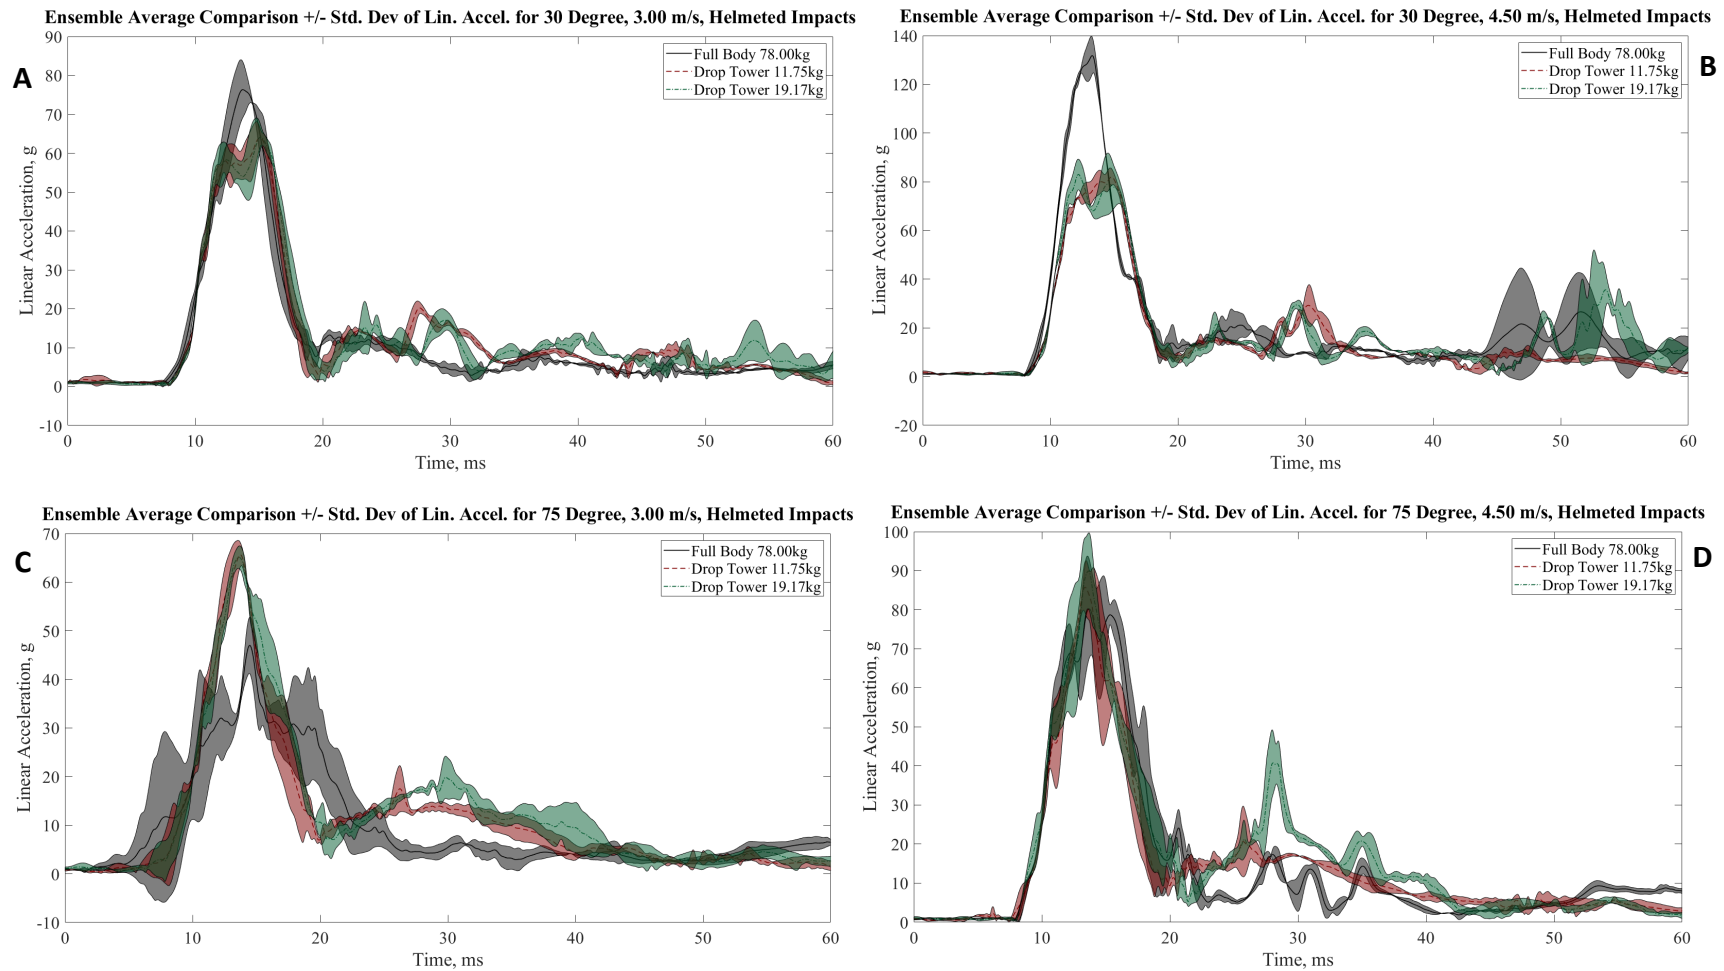 Ensemble Average Comparison +/- Std. Dev of Lin. Accel. for 30 Degree, 3.00 m/s, Helmeted Impacts
A
Full Body 78.00kg
Drop Tower 11.75kg
Drop Tower 19.17kg
90
80
70
60
50
40
30
20
10
0
-10
Linear Acceleration, g
0 10 20 30 40 50 60
Time, ms
Ensemble Average Comparison +/- Std. Dev of Lin. Accel. for 30 Degree, 4.50 m/s, Helmeted Impacts
B
Full Body 78.00kg
Drop Tower 11.75kg
Drop Tower 19.17kg
140
120
100
80
60
40
20
0
-20
Linear Acceleration, g
0 10 20 30 40 50 60
Time, ms
Ensemble Average Comparison +/- Std. Dev of Lin. Accel. for 75 Degree, 3.00 m/s, Helmeted Impacts
C
Full Body 78.00kg
Drop Tower 11.75kg
Drop Tower 19.17kg
70
60
50
40
30
20
10
0
-10
Linear Acceleration, g
0 10 20 30 40 50 60
Time, ms
Ensemble Average Comparison +/- Std. Dev of Lin. Accel. for 75 Degree, 4.50 m/s, Helmeted Impacts
D
Full Body 78.00kg
Drop Tower 11.75kg
Drop Tower 19.17kg
100
90
80
70
60
50
40
30
20
10
0
Linear Acceleration, g
0 10 20 30 40 50 60
Time, ms